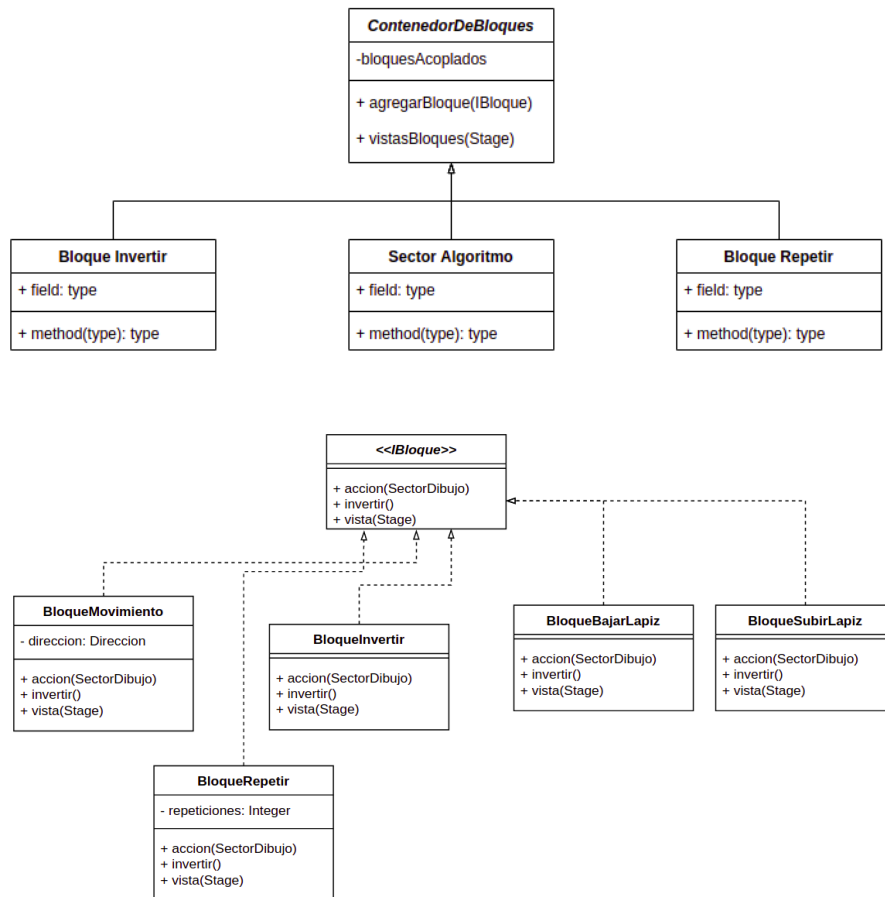 ContenedorDeBloques
-bloquesAcoplados
+ agregarBloque(IBloque)
+ vistasBloques(Stage)
Bloque Invertir
+ field: type
+ method(type): type
Sector Algoritmo
+ field: type
+ method(type): type
Bloque Repetir
+ field: type
+ method(type): type
<<IBloque>>
+ accion(SectorDibujo)
+ invertir()
+ vista(Stage)
BloqueMovimiento
- direccion: Direccion
+ accion(SectorDibujo)
+ invertir()
+ vista(Stage)
BloqueInvertir
+ accion(SectorDibujo)
+ invertir()
+ vista(Stage)
BloqueBajarLapiz
+ accion(SectorDibujo)
+ invertir()
+ vista(Stage)
BloqueSubirLapiz
+ accion(SectorDibujo)
+ invertir()
+ vista(Stage)
BloqueRepetir
- repeticiones: Integer
+ accion(SectorDibujo)
+ invertir()
+ vista(Stage)